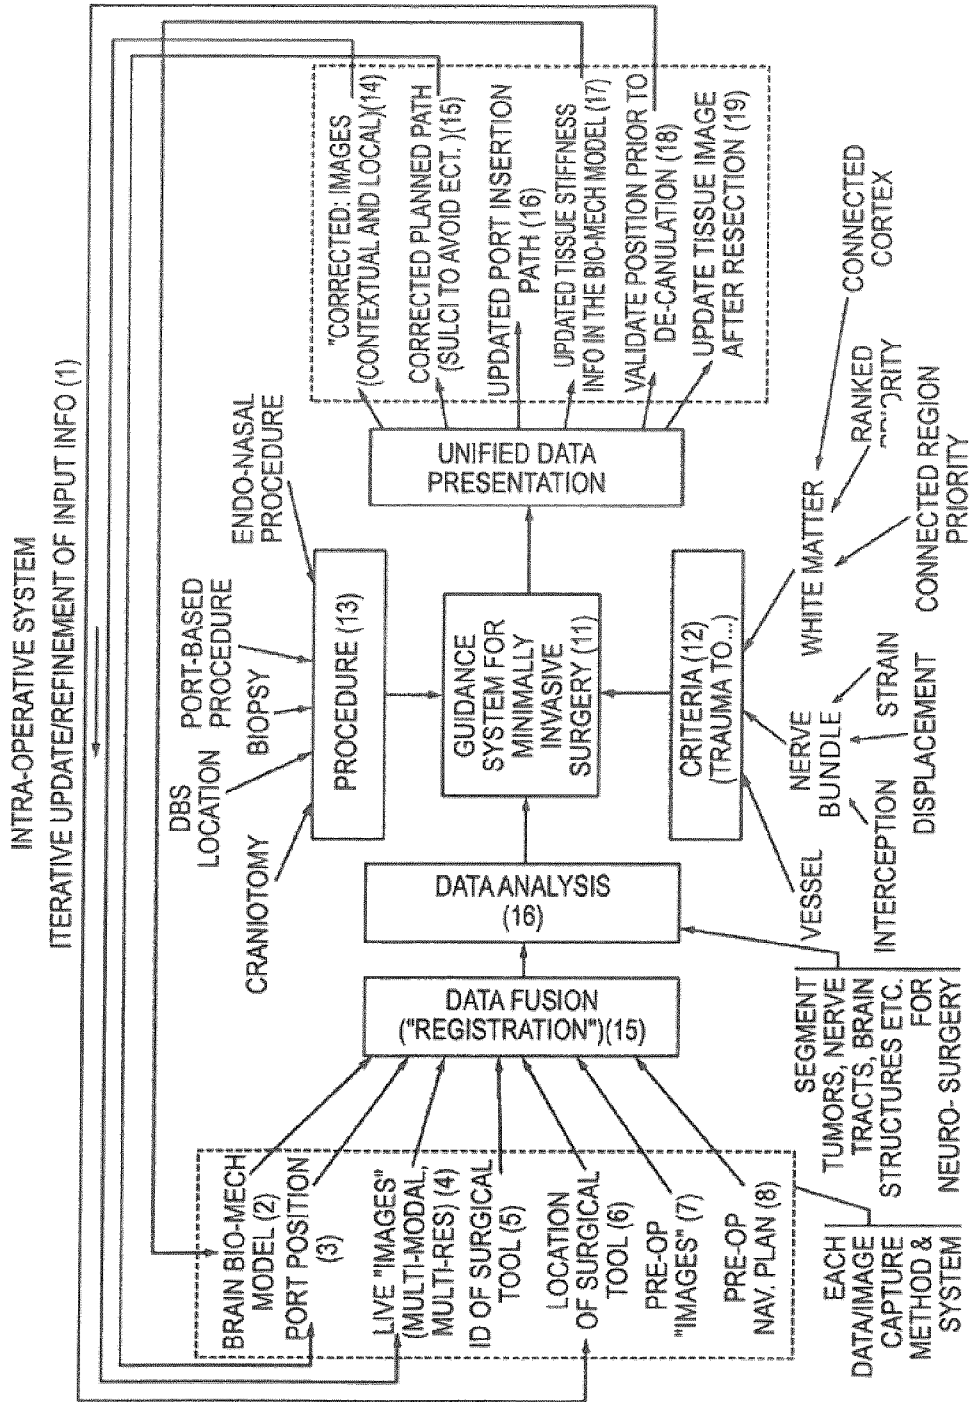 INTRA-OPERATIVE SYSTEM
ITERATIVE UPDATE/REFINEMENT OF INPUT INFO (1)
BRAIN BIO-MECH
MODEL (2)
PORT POSITION
(3)
LIVE "IMAGES"
(MULTI-MODAL,
MULTI-RES) (4)
ID OF SURGICAL
TOOL (5)
LOCATION
OF SURGICAL
TOOL (6)
PRE-OP
"IMAGES" (7)
PRE-OP
NAV. PLAN (8)
EACH
DATA/IMAGE
CAPTURE
METHOD &
SYSTEM
DATA FUSION
("REGISTRATION")(15)
DATA ANALYSIS
(16)
SEGMENT
TUMORS, NERVE
TRACTS, BRAIN
STRUCTURES ETC.
FOR
NEURO- SURGERY
CRANIOTOMY
DBS
LOCATION
BIOPSY
PORT-BASED
PROCEDURE
ENDO-NASAL
PROCEDURE
PROCEDURE (13)
GUIDANCE
SYSTEM FOR
MINIMALLY
INVASIVE
SURGERY (11)
CRITERIA (12)
(TRAUMA TO...)
VESSEL
NERVE
BUNDLE
WHITE MATTER
INTERCEPTION
DISPLACEMENT
STRAIN
CONNECTED REGION
PRIORITY
RANKED
PRIORITY
CONNECTED
CORTEX
UNIFIED DATA
PRESENTATION
"CORRECTED: IMAGES
(CONTEXTUAL AND LOCAL)(14)
CORRECTED PLANNED PATH
(SULCI TO AVOID ECT. )(15)
UPDATED PORT INSERTION
PATH (16)
UPDATED TISSUE STIFFNESS
INFO IN THE BIO-MECH MODEL (17)
VALIDATE POSITION PRIOR TO
DE-CANULATION (18)
UPDATE TISSUE IMAGE
AFTER RESECTION (19)